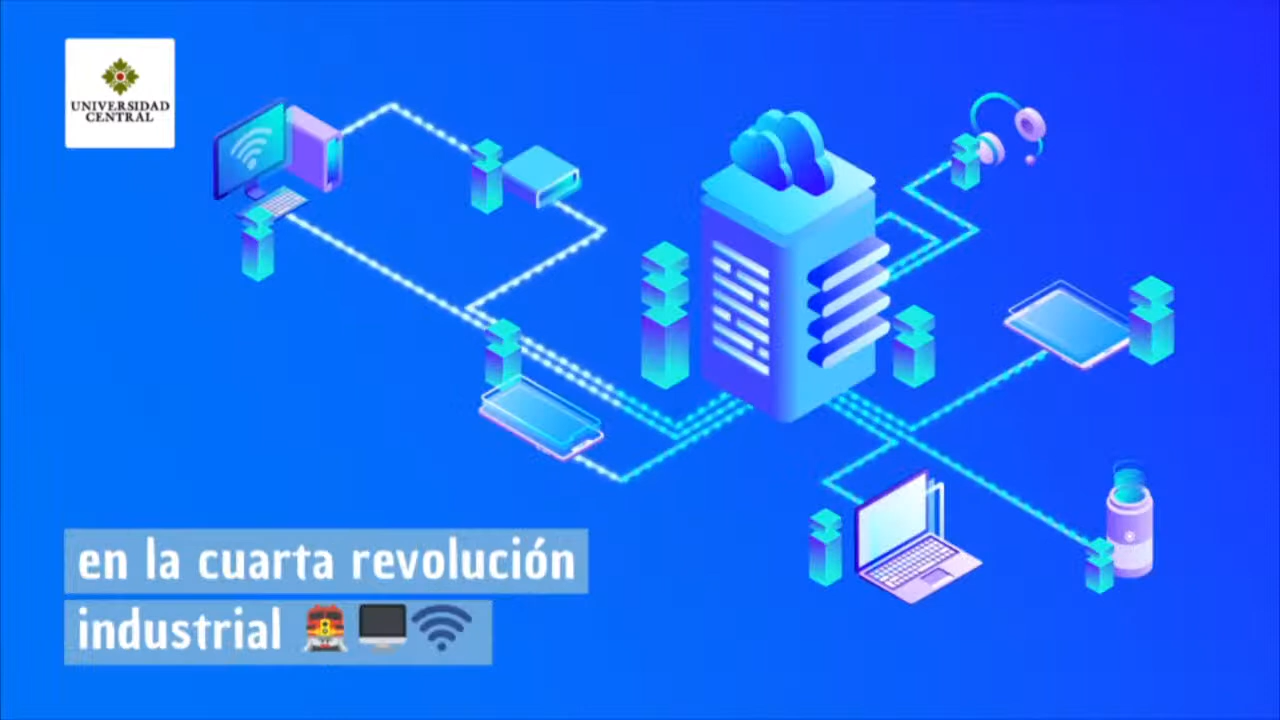 UNIVERSIDAD
CENTRAL
en la cuarta revolución
industrial 🚂🖥️🛜